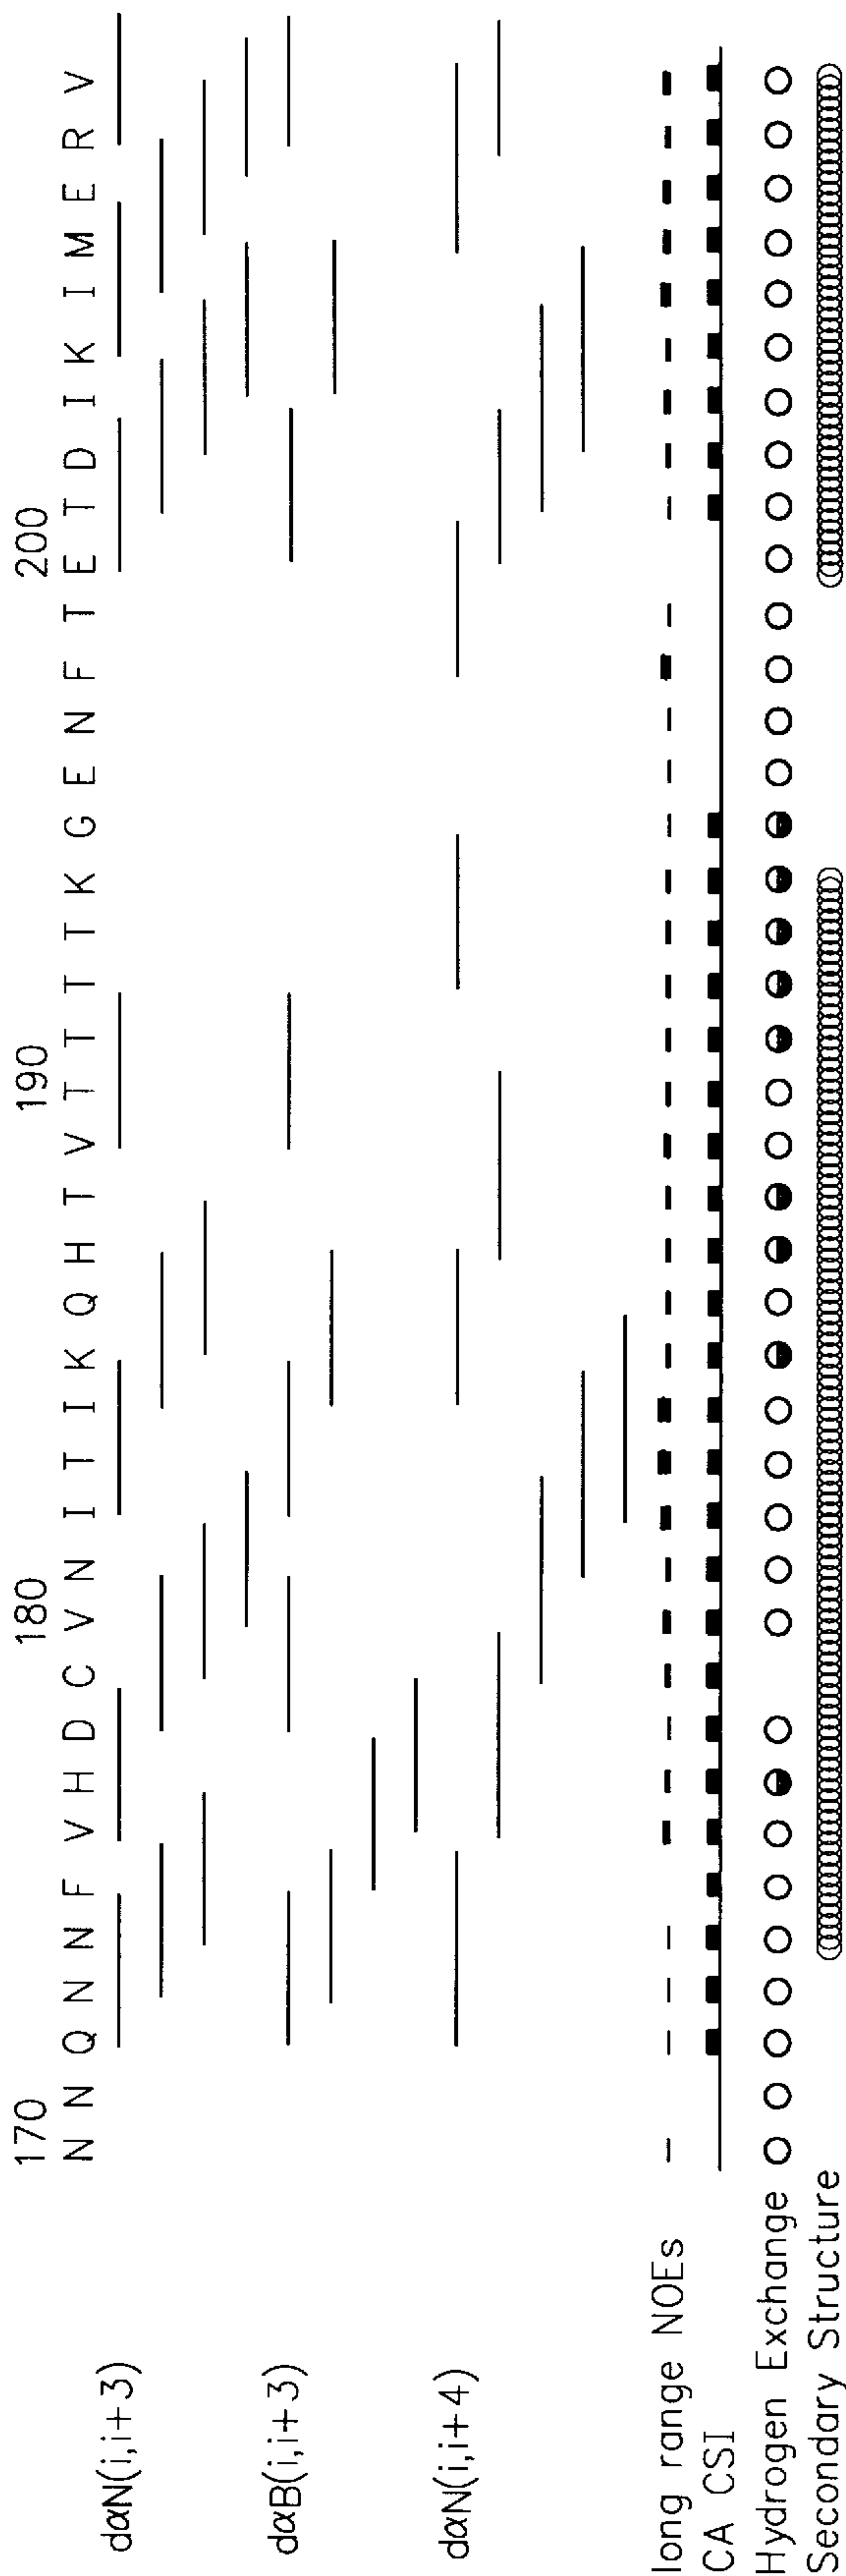 170 180 190 200
N N Q N N F V H D C V N I T I K Q H T V T T T T K G E N F T E T D I K I M E R V
dαN(i,i+3)
dαB(i,i+3)
dαN(i,i+4)
long range NOEs
CA CSI
Hydrogen Exchange
Secondary Structure